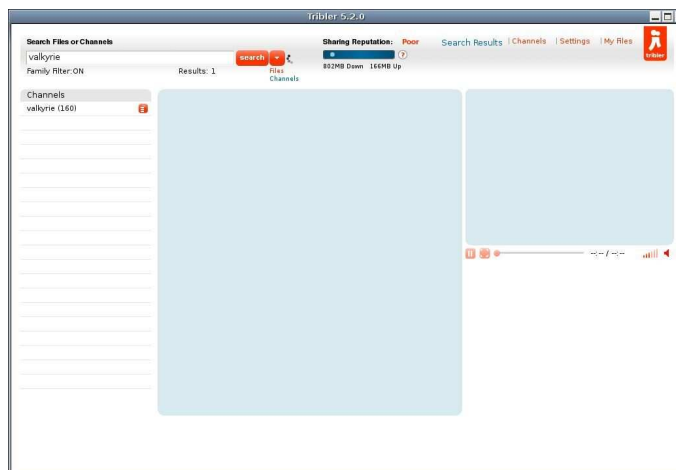 Tribler 5.2.0
Search Files or Channels
Sharing Reputation: Poor
Search Results | Channels | Settings | My Files
valkyrie
search
?
tribler
Family Filter:ON
Results: 1
Files
Channels
802MB Down 166MB Up
Channels
valkyrie (160)
--:-- / --:--